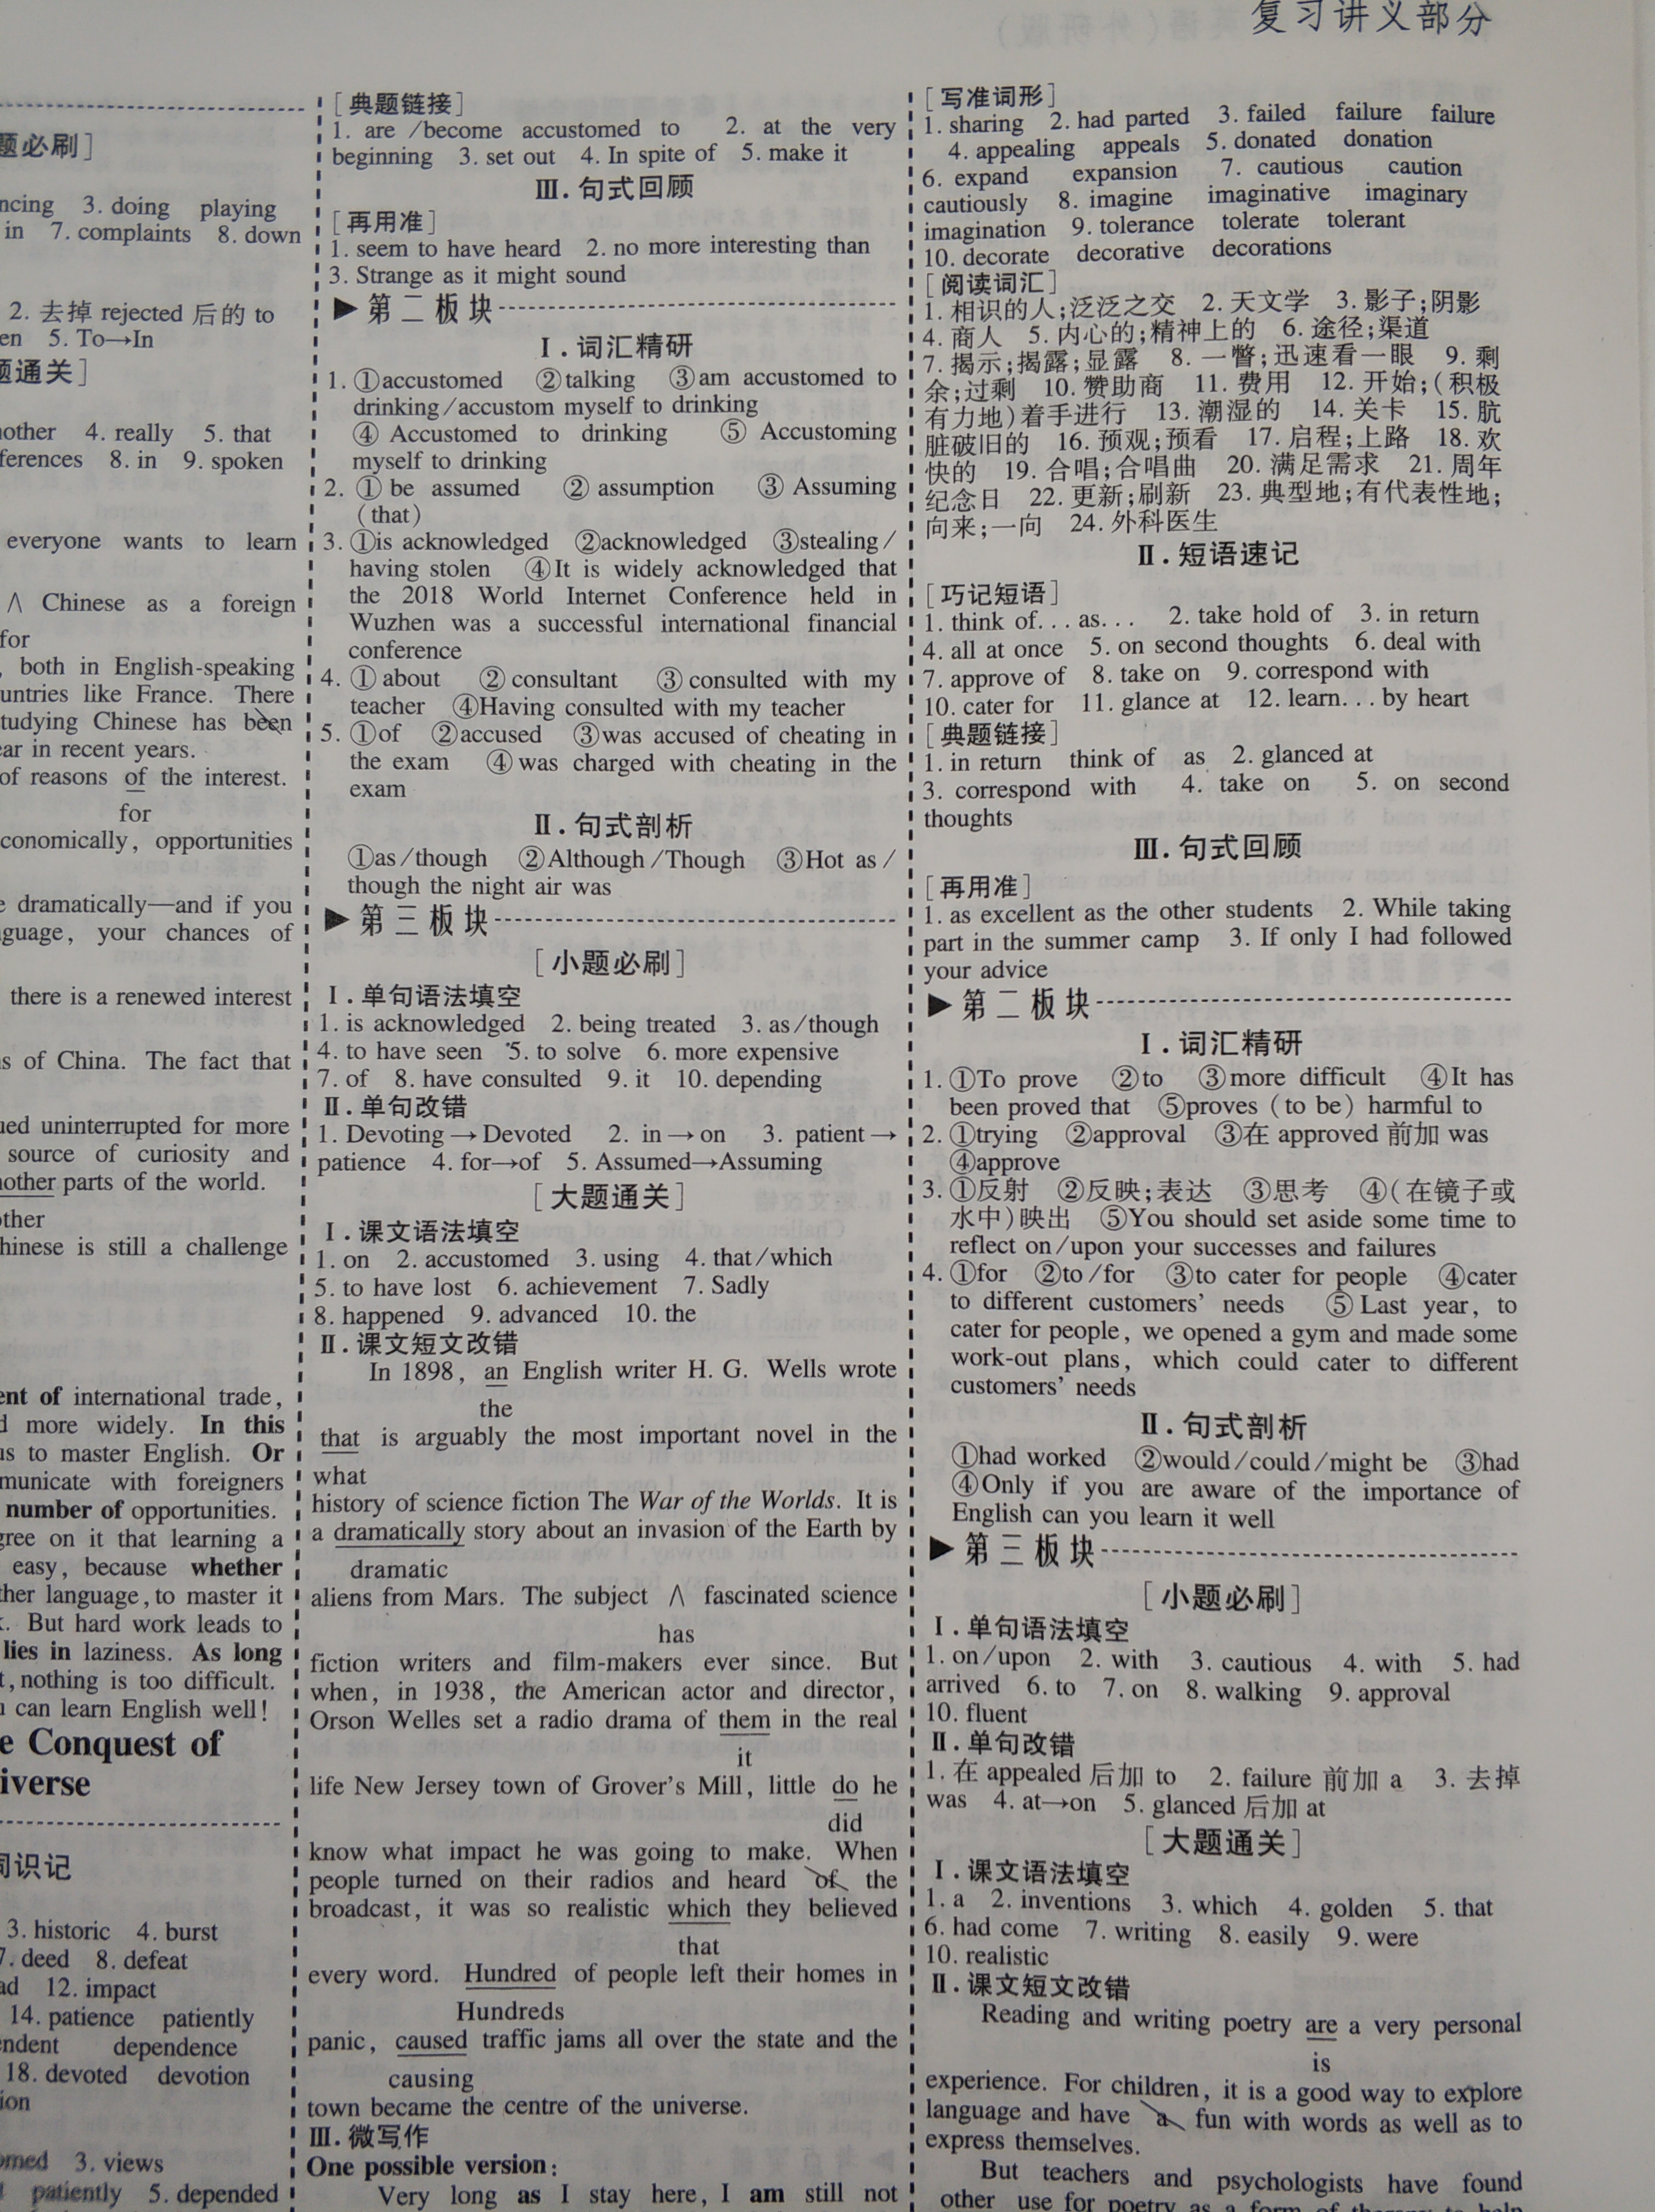 复习讲义部分
题必刷]
ncing 3. doing playing
in 7. complaints 8. down
2. 去掉 rejected 后的 to
en 5. To→In
题通关]
other 4. really 5. that
ferences 8. in 9. spoken
everyone wants to learn
∧ Chinese as a foreign
for
, both in English-speaking
untries like France. There
tudying Chinese has been
ear in recent years.
of reasons of the interest.
for
conomically, opportunities
e dramatically—and if you
guage, your chances of
there is a renewed interest
s of China. The fact that
ued uninterrupted for more
source of curiosity and
nother parts of the world.
other
hinese is still a challenge
ent of international trade,
d more widely. In this
us to master English. Or
municate with foreigners
number of opportunities.
gree on it that learning a
easy, because whether
ther language, to master it
. But hard work leads to
lies in laziness. As long
t, nothing is too difficult.
u can learn English well!
e Conquest of
iverse
词识记
3. historic 4. burst
7. deed 8. defeat
ad 12. impact
14. patience patiently
ndent dependence
18. devoted devotion
ion
omed 3. views
patiently 5. depended
[典题链接]
1. are/become accustomed to 2. at the very
beginning 3. set out 4. In spite of 5. make it
Ⅲ.句式回顾
[再用准]
1. seem to have heard 2. no more interesting than
3. Strange as it might sound
▶第二板块
Ⅰ.词汇精研
1. ①accustomed ②talking ③am accustomed to
drinking/accustom myself to drinking
④ Accustomed to drinking ⑤ Accustoming
myself to drinking
2. ① be assumed ② assumption ③ Assuming
(that)
3. ①is acknowledged ②acknowledged ③stealing/
having stolen ④It is widely acknowledged that
the 2018 World Internet Conference held in
Wuzhen was a successful international financial
conference
4. ① about ② consultant ③ consulted with my
teacher ④Having consulted with my teacher
5. ①of ②accused ③was accused of cheating in
the exam ④was charged with cheating in the
exam
Ⅱ.句式剖析
①as/though ②Although/Though ③Hot as/
though the night air was
▶第三板块
[小题必刷]
Ⅰ.单句语法填空
1. is acknowledged 2. being treated 3. as/though
4. to have seen 5. to solve 6. more expensive
7. of 8. have consulted 9. it 10. depending
Ⅱ.单句改错
1. Devoting→Devoted 2. in→on 3. patient→
patience 4. for→of 5. Assumed→Assuming
[大题通关]
Ⅰ.课文语法填空
1. on 2. accustomed 3. using 4. that/which
5. to have lost 6. achievement 7. Sadly
8. happened 9. advanced 10. the
Ⅱ.课文短文改错
In 1898, an English writer H. G. Wells wrote
the
that is arguably the most important novel in the
what
history of science fiction The War of the Worlds. It is
a dramatically story about an invasion of the Earth by
dramatic
aliens from Mars. The subject ∧ fascinated science
has
fiction writers and film-makers ever since. But
when, in 1938, the American actor and director,
Orson Welles set a radio drama of them in the real
it
life New Jersey town of Grover's Mill, little do he
did
know what impact he was going to make. When
people turned on their radios and heard of the
broadcast, it was so realistic which they believed
that
every word. Hundred of people left their homes in
Hundreds
panic, caused traffic jams all over the state and the
causing
town became the centre of the universe.
Ⅲ.微写作
One possible version:
Very long as I stay here, I am still not
[写准词形]
1. sharing 2. had parted 3. failed failure failure
4. appealing appeals 5. donated donation
6. expand expansion 7. cautious caution
cautiously 8. imagine imaginative imaginary
imagination 9. tolerance tolerate tolerant
10. decorate decorative decorations
[阅读词汇]
1. 相识的人;泛泛之交 2. 天文学 3. 影子;阴影
4. 商人 5. 内心的;精神上的 6. 途径;渠道
7. 揭示;揭露;显露 8. 一瞥;迅速看一眼 9. 剩
余;过剩 10. 赞助商 11. 费用 12. 开始;(积极
有力地)着手进行 13. 潮湿的 14. 关卡 15. 肮
脏破旧的 16. 预观;预看 17. 启程;上路 18. 欢
快的 19. 合唱;合唱曲 20. 满足需求 21. 周年
纪念日 22. 更新;刷新 23. 典型地;有代表性地;
向来;一向 24. 外科医生
Ⅱ.短语速记
[巧记短语]
1. think of...as... 2. take hold of 3. in return
4. all at once 5. on second thoughts 6. deal with
7. approve of 8. take on 9. correspond with
10. cater for 11. glance at 12. learn...by heart
[典题链接]
1. in return think of as 2. glanced at
3. correspond with 4. take on 5. on second
thoughts
Ⅲ.句式回顾
[再用准]
1. as excellent as the other students 2. While taking
part in the summer camp 3. If only I had followed
your advice
▶第二板块
Ⅰ.词汇精研
1. ①To prove ②to ③more difficult ④It has
been proved that ⑤proves (to be) harmful to
2. ①trying ②approval ③在 approved 前加 was
④approve
3. ①反射 ②反映;表达 ③思考 ④(在镜子或
水中)映出 ⑤You should set aside some time to
reflect on/upon your successes and failures
4. ①for ②to/for ③to cater for people ④cater
to different customers' needs ⑤Last year, to
cater for people, we opened a gym and made some
work-out plans, which could cater to different
customers' needs
Ⅱ.句式剖析
①had worked ②would/could/might be ③had
④Only if you are aware of the importance of
English can you learn it well
▶第三板块
[小题必刷]
Ⅰ.单句语法填空
1. on/upon 2. with 3. cautious 4. with 5. had
arrived 6. to 7. on 8. walking 9. approval
10. fluent
Ⅱ.单句改错
1. 在 appealed 后加 to 2. failure 前加 a 3. 去掉
was 4. at→on 5. glanced 后加 at
[大题通关]
Ⅰ.课文语法填空
1. a 2. inventions 3. which 4. golden 5. that
6. had come 7. writing 8. easily 9. were
10. realistic
Ⅱ.课文短文改错
Reading and writing poetry are a very personal
is
experience. For children, it is a good way to explore
language and have a fun with words as well as to
express themselves.
But teachers and psychologists have found
other use for poetry as a form of therapy to help